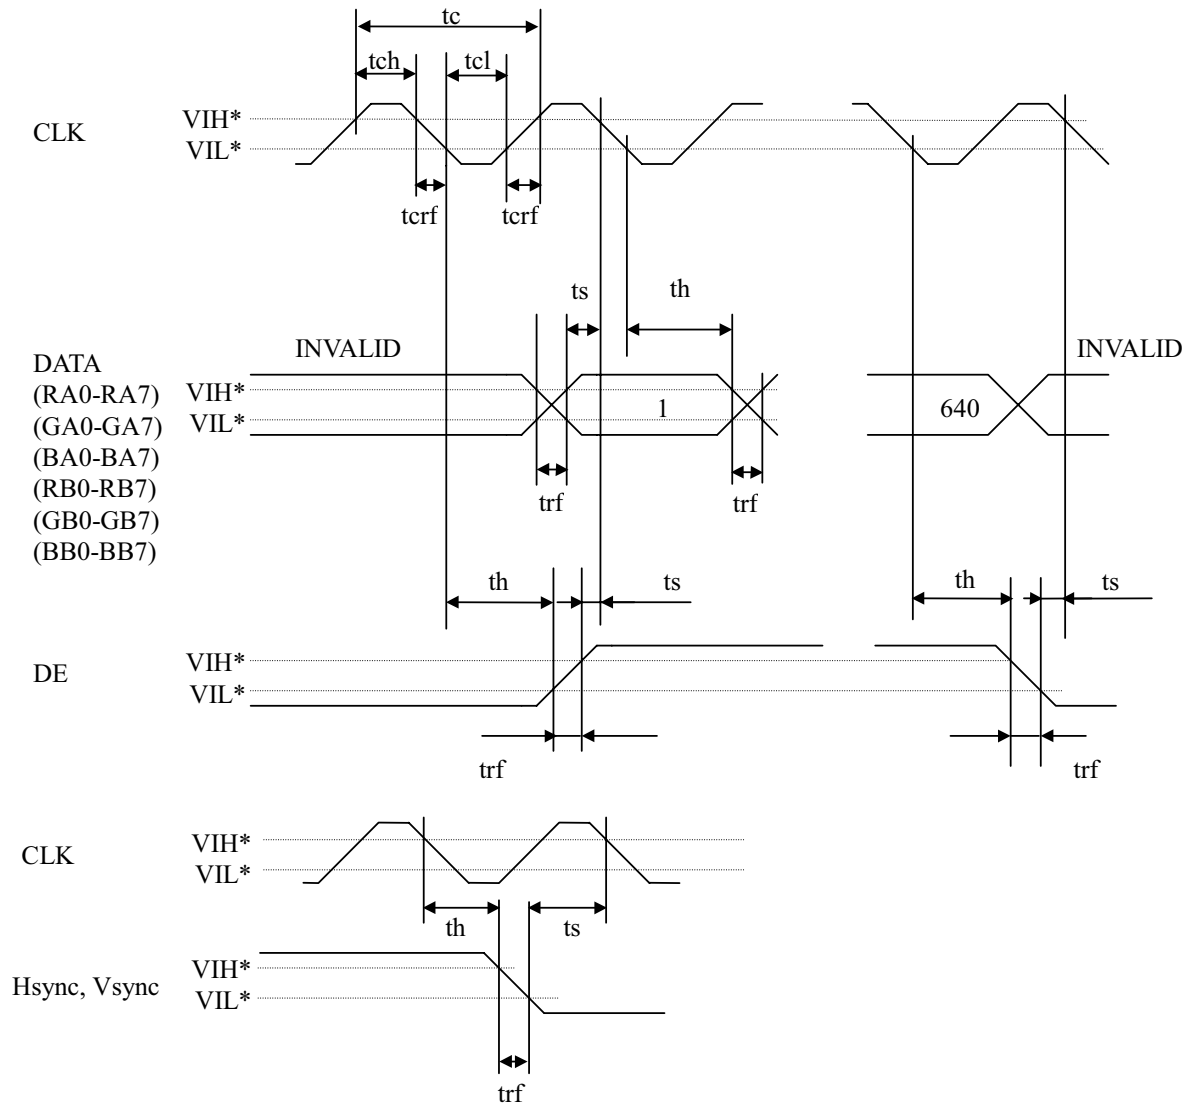 tc
tch
tcl
CLK
VIH*
VIL*
tcrf
tcrf
ts
th
INVALID
INVALID
DATA
(RA0-RA7)
(GA0-GA7)
(BA0-BA7)
(RB0-RB7)
(GB0-GB7)
(BB0-BB7)
VIH*
VIL*
1
640
trf
trf
th
ts
th
ts
DE
VIH*
VIL*
trf
trf
CLK
VIH*
VIL*
th
ts
Hsync, Vsync
VIH*
VIL*
trf